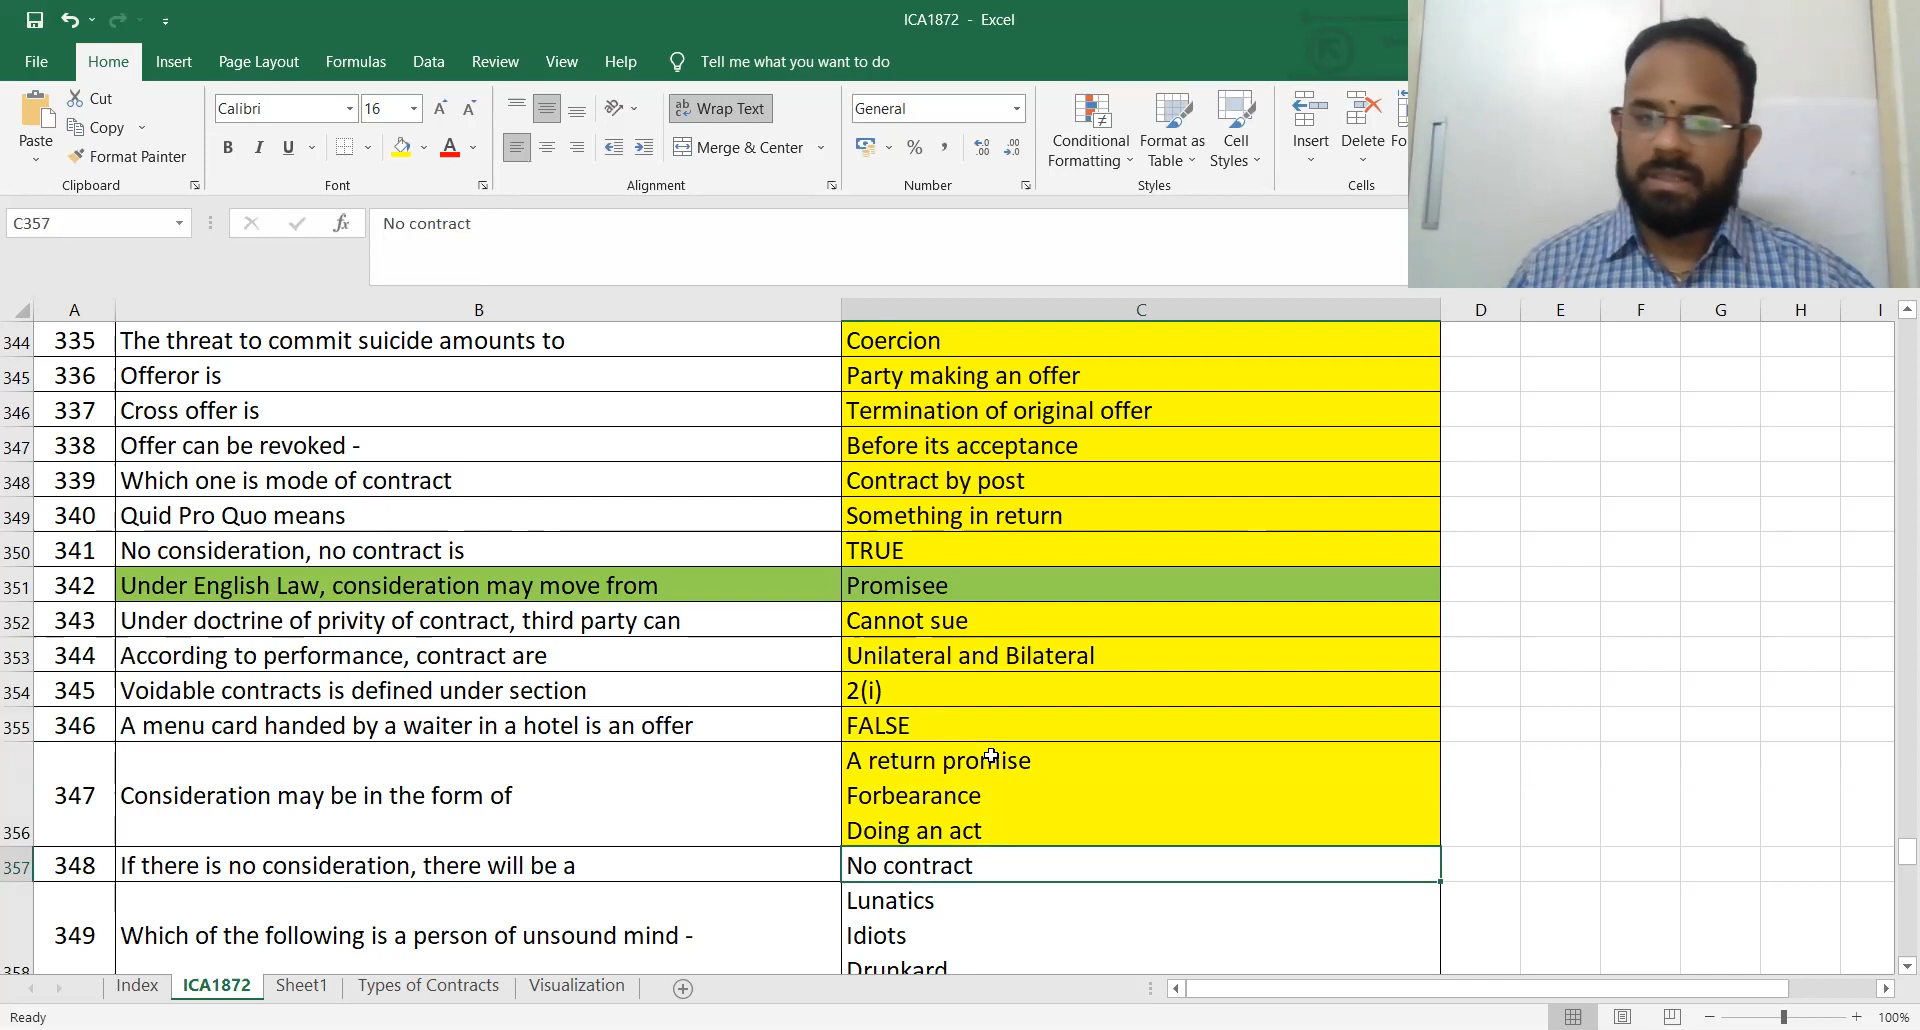 ICA1872 - Excel
File Home Insert Page Layout Formulas Data Review View Help Tell me what you want to do
Paste
Cut
Copy
Format Painter
Clipboard
Calibri 16
B I U
Font
Wrap Text
Merge & Center
Alignment
General
% ,
Number
Conditional Formatting
Format as Table
Cell Styles
Styles
Insert Delete Fo
Cells
C357 fx No contract
A B C D E F G H I
344 335 The threat to commit suicide amounts to Coercion
345 336 Offeror is Party making an offer
346 337 Cross offer is Termination of original offer
347 338 Offer can be revoked - Before its acceptance
348 339 Which one is mode of contract Contract by post
349 340 Quid Pro Quo means Something in return
350 341 No consideration, no contract is TRUE
351 342 Under English Law, consideration may move from Promisee
352 343 Under doctrine of privity of contract, third party can Cannot sue
353 344 According to performance, contract are Unilateral and Bilateral
354 345 Voidable contracts is defined under section 2(i)
355 346 A menu card handed by a waiter in a hotel is an offer FALSE
A return promise
347 Consideration may be in the form of Forbearance
356 Doing an act
357 348 If there is no consideration, there will be a No contract
Lunatics
349 Which of the following is a person of unsound mind - Idiots
358 Drunkard
Index ICA1872 Sheet1 Types of Contracts Visualization
Ready 100%